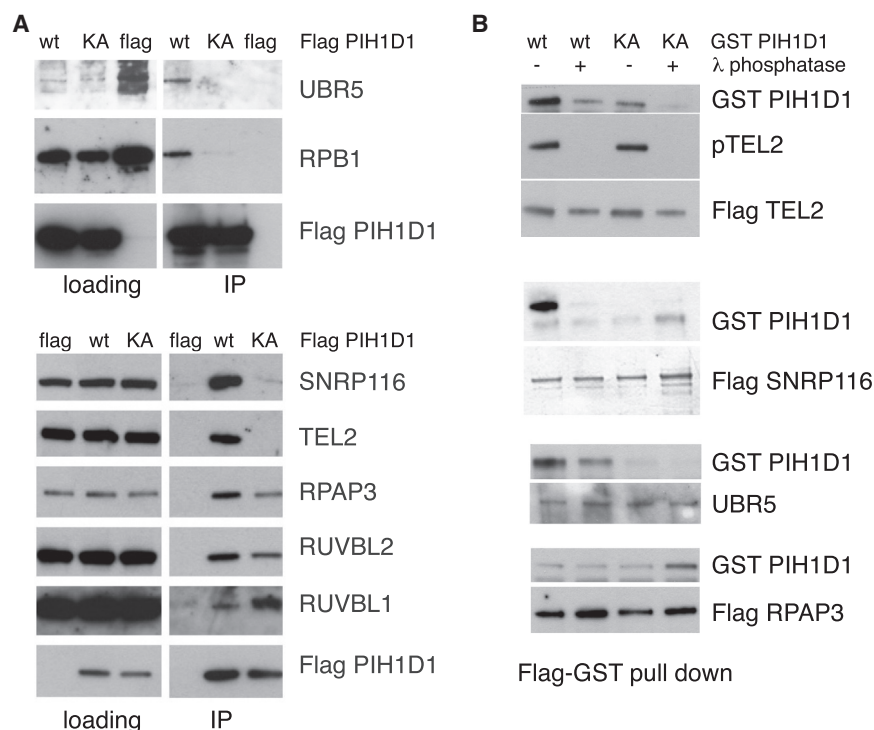 A
wt KA flag wt KA flag Flag PIH1D1
UBR5
RPB1
Flag PIH1D1
loading IP
flag wt KA flag wt KA Flag PIH1D1
SNRP116
TEL2
RPAP3
RUVBL2
RUVBL1
Flag PIH1D1
loading IP
B
wt wt KA KA GST PIH1D1
- + - + λ phosphatase
GST PIH1D1
pTEL2
Flag TEL2
GST PIH1D1
Flag SNRP116
GST PIH1D1
UBR5
GST PIH1D1
Flag RPAP3
Flag-GST pull down